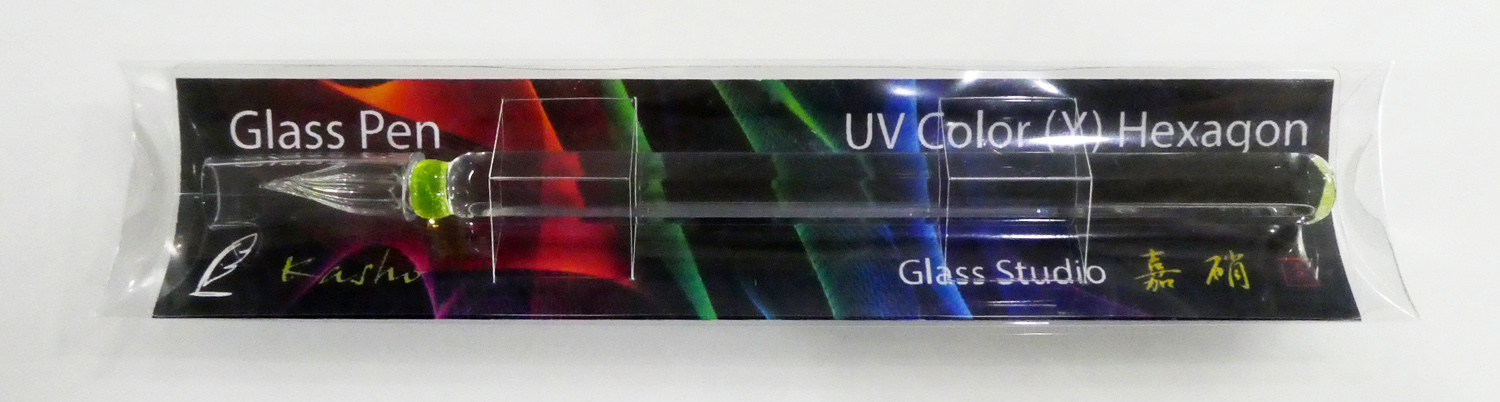 Glass Pen
UV Color (Y) Hexagon
Kasho
Glass Studio 嘉硝